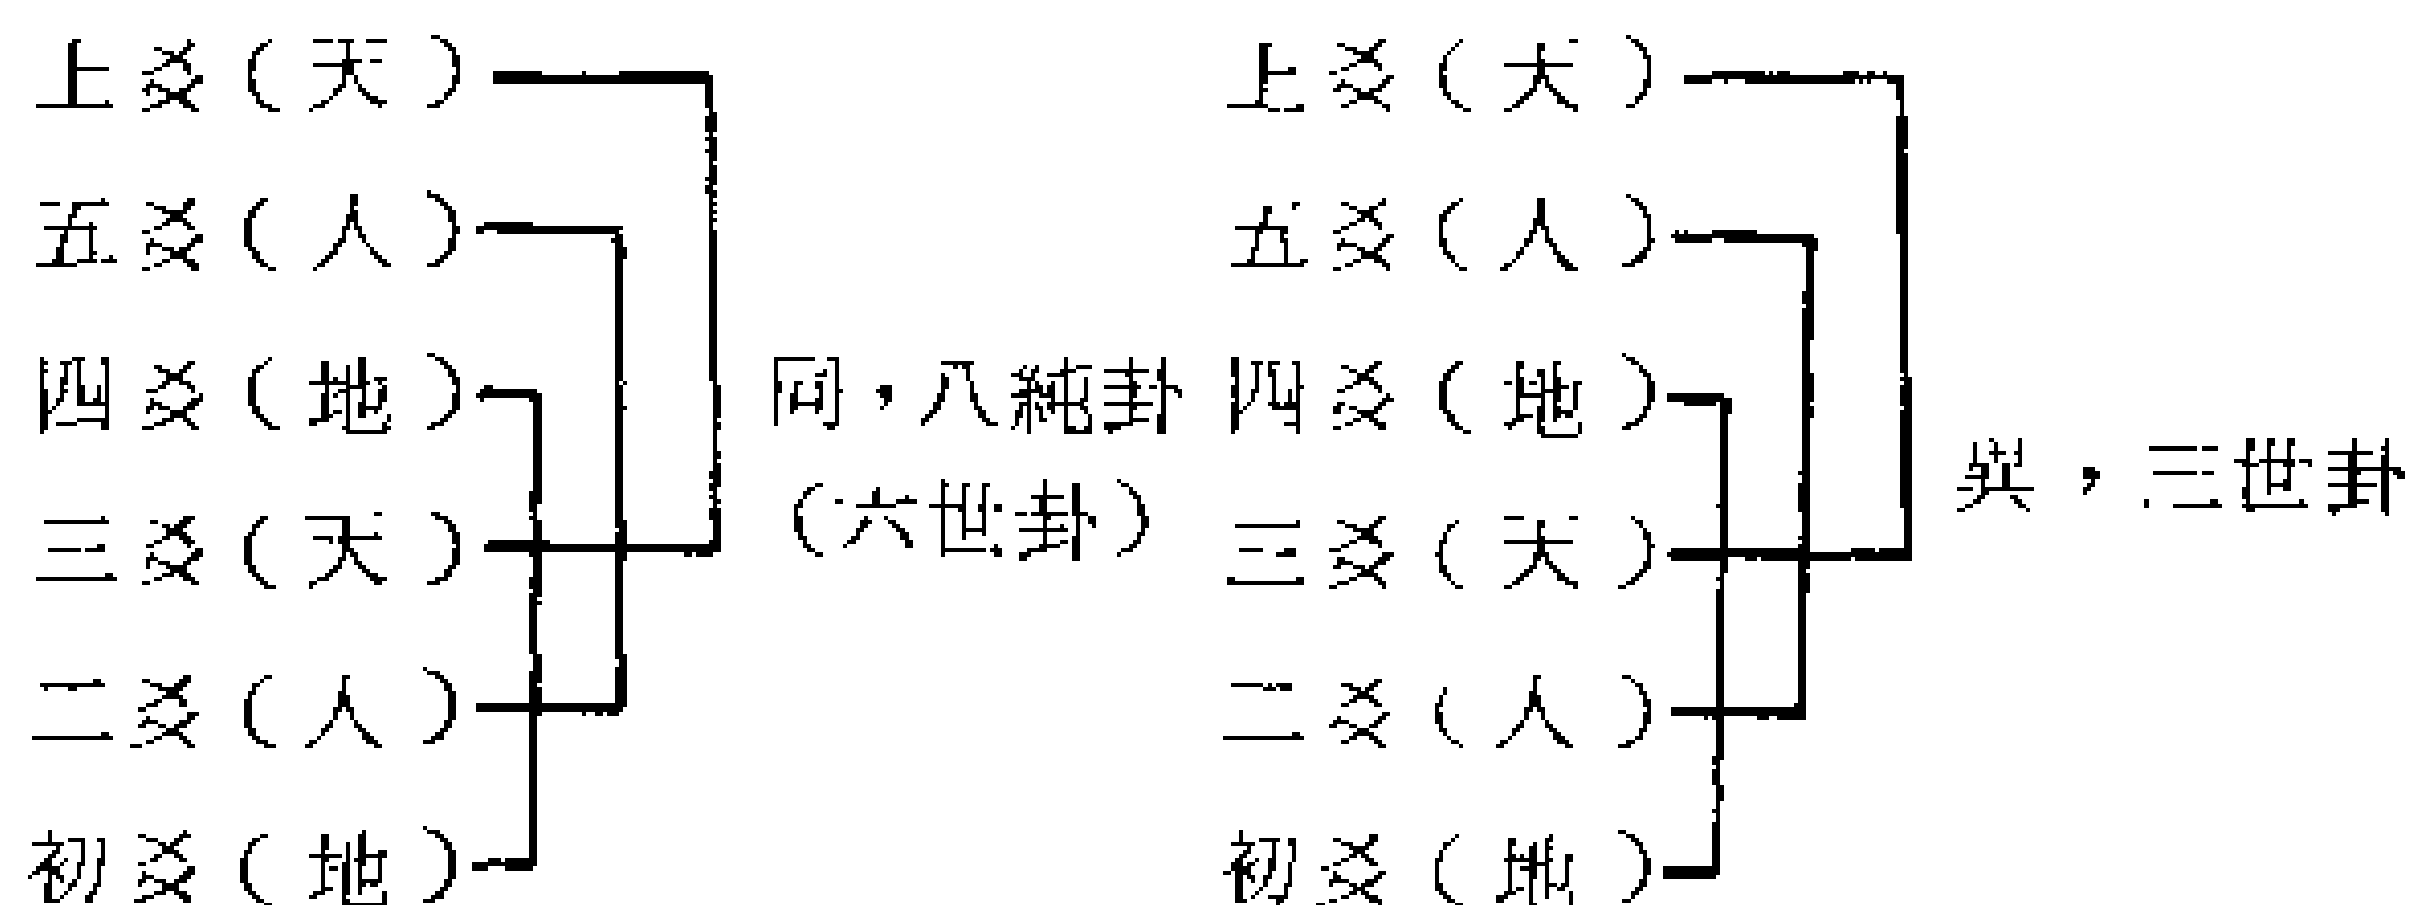 上爻(天)
五爻(人)
四爻(地)
三爻(天)
二爻(人)
初爻(地)
同，八純卦
(六世卦)
上爻(天)
五爻(人)
四爻(地)
三爻(天)
二爻(人)
初爻(地)
異，三世卦